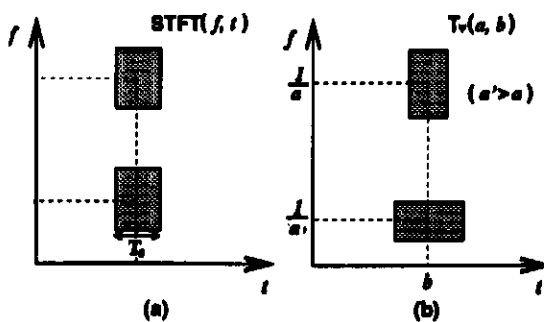 f
STFT(f, t)
T₀
t
(a)
f
Tᵥ(a, b)
1/a
(a'>a)
1/a'
b
t
(b)